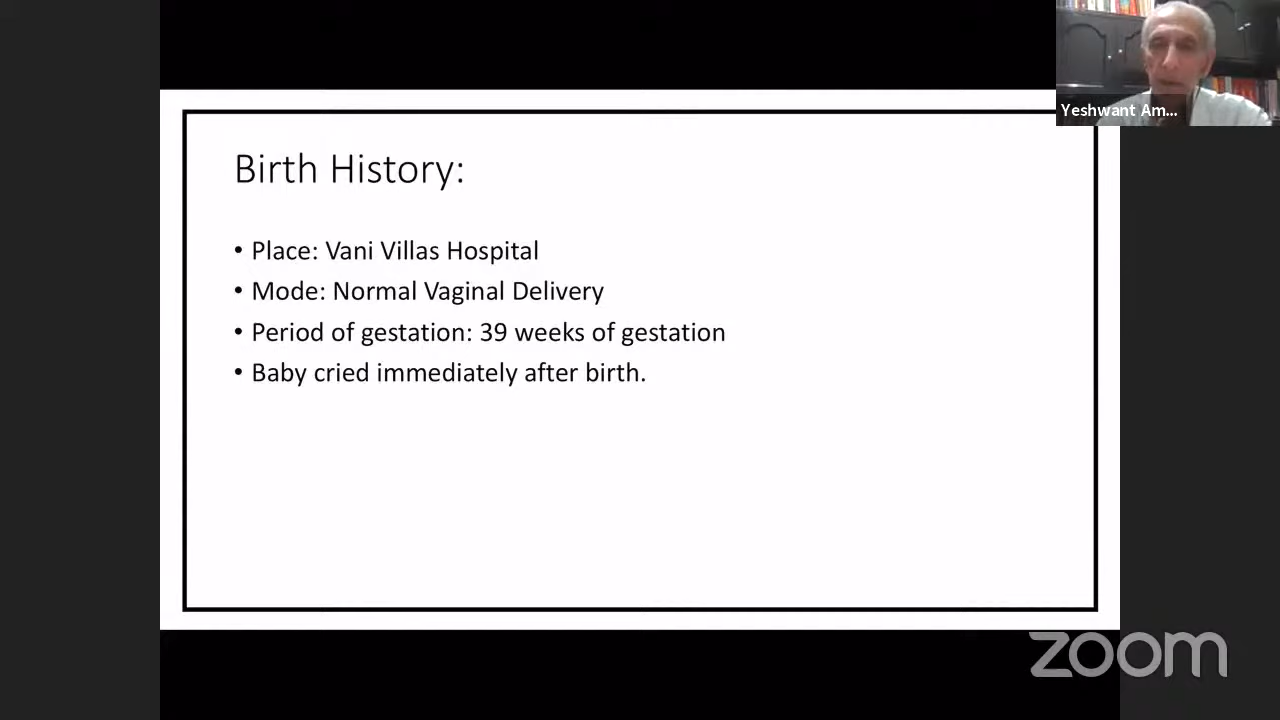 Yeshwant Am...
Birth History:
• Place: Vani Villas Hospital
• Mode: Normal Vaginal Delivery
• Period of gestation: 39 weeks of gestation
• Baby cried immediately after birth.
zoom